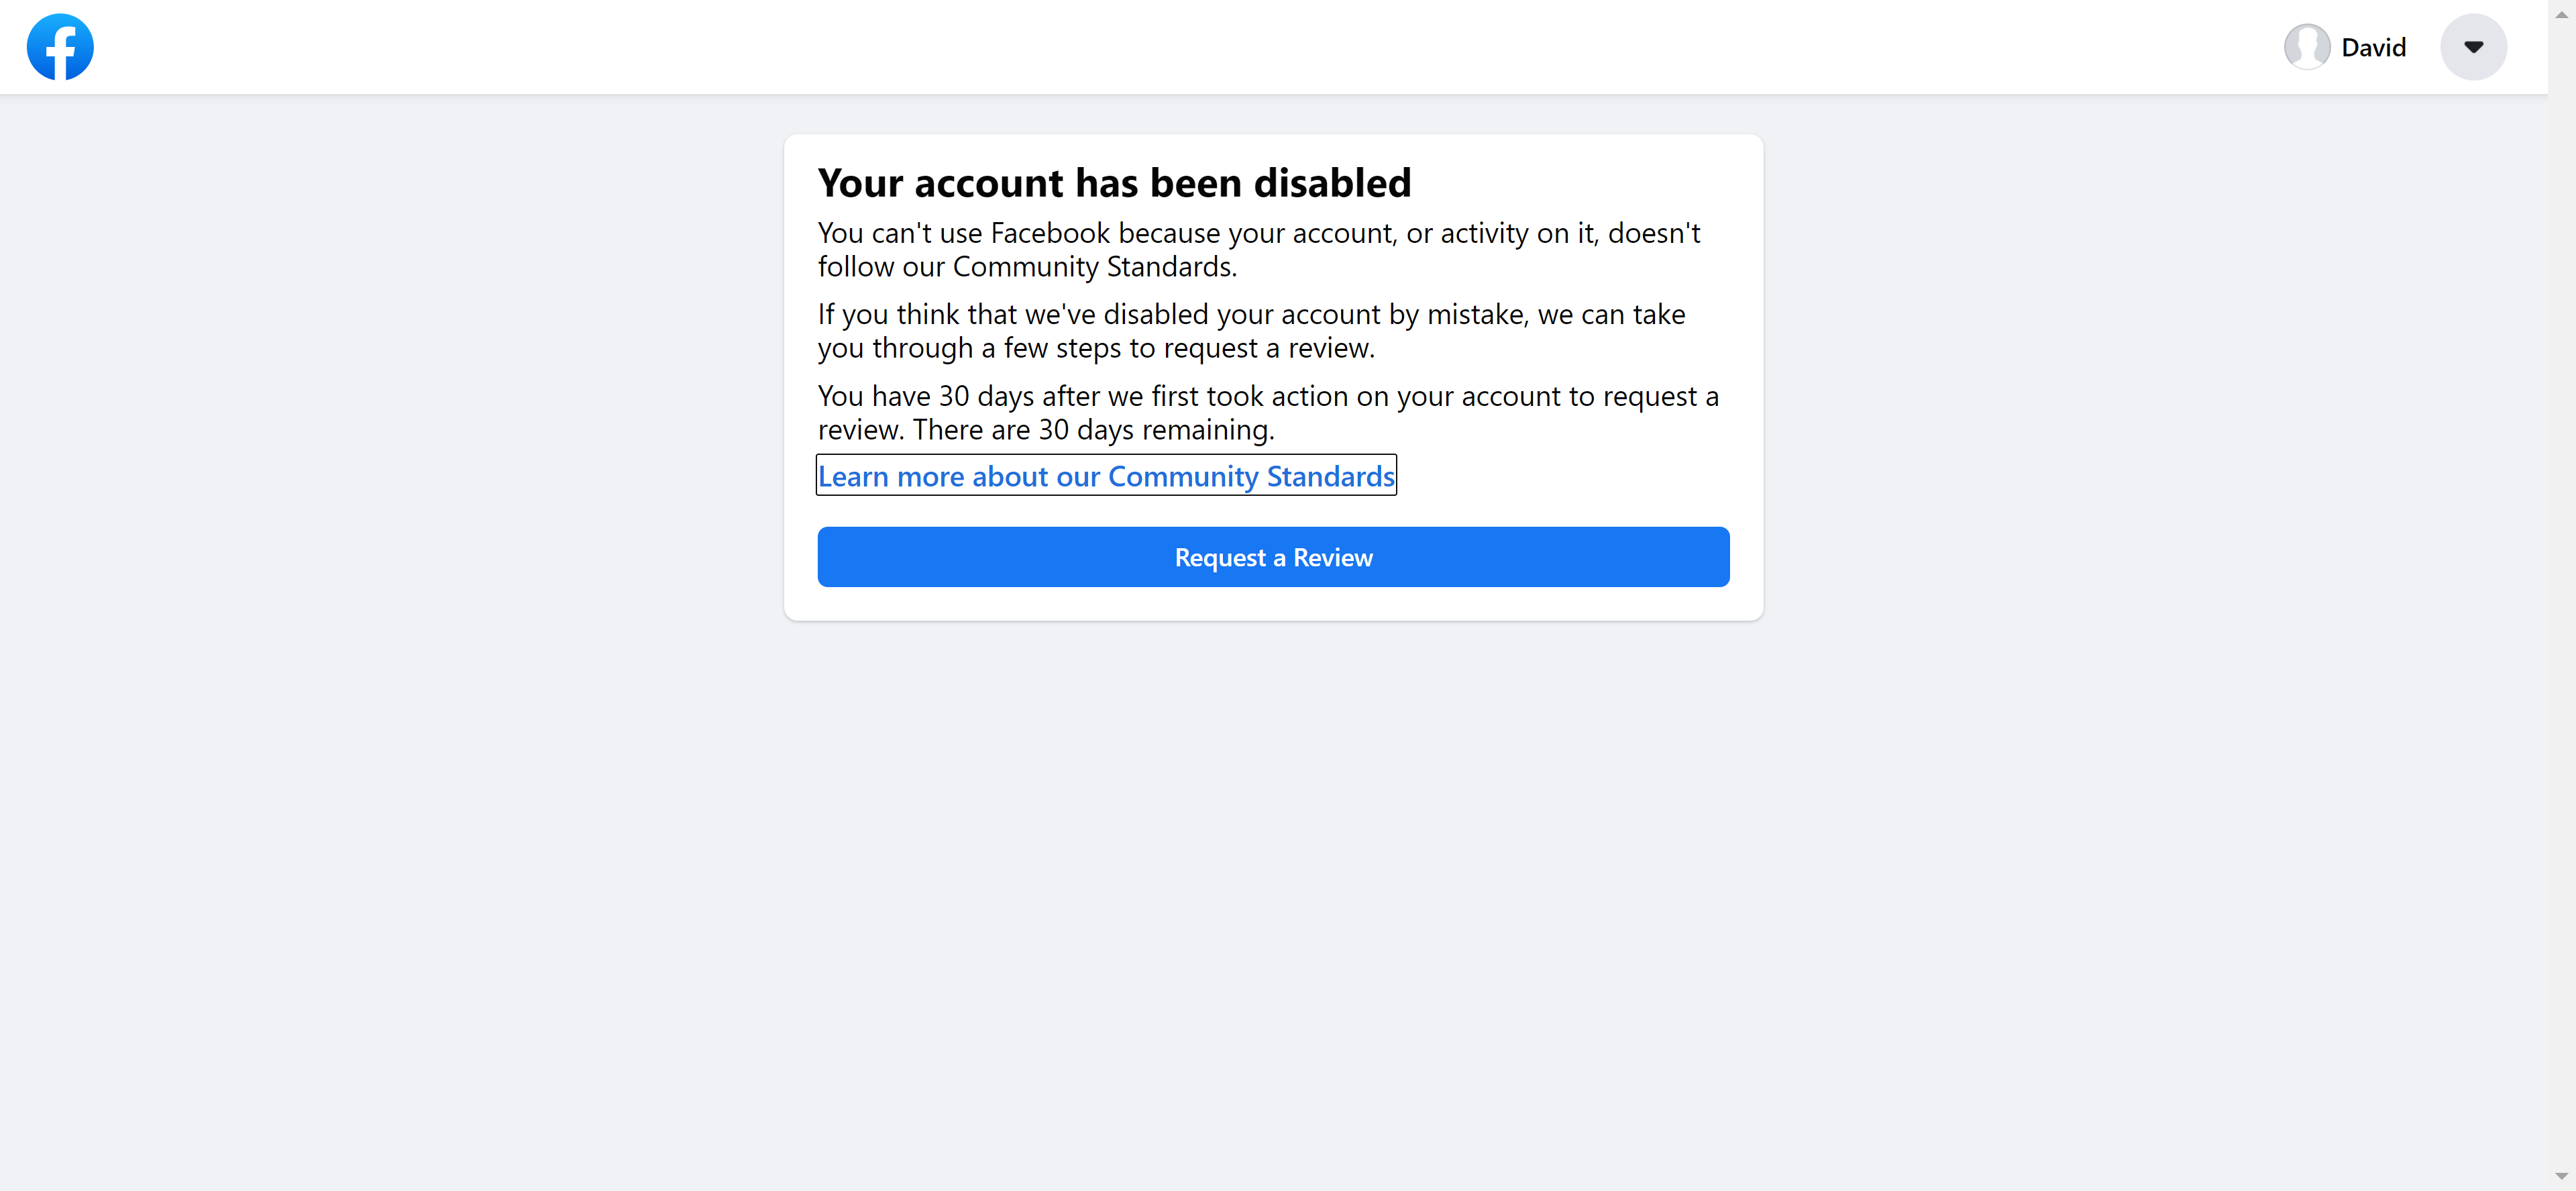 David
Your account has been disabled
You can't use Facebook because your account, or activity on it, doesn't
follow our Community Standards.
If you think that we've disabled your account by mistake, we can take
you through a few steps to request a review.
You have 30 days after we first took action on your account to request a
review. There are 30 days remaining.
Learn more about our Community Standards
Request a Review